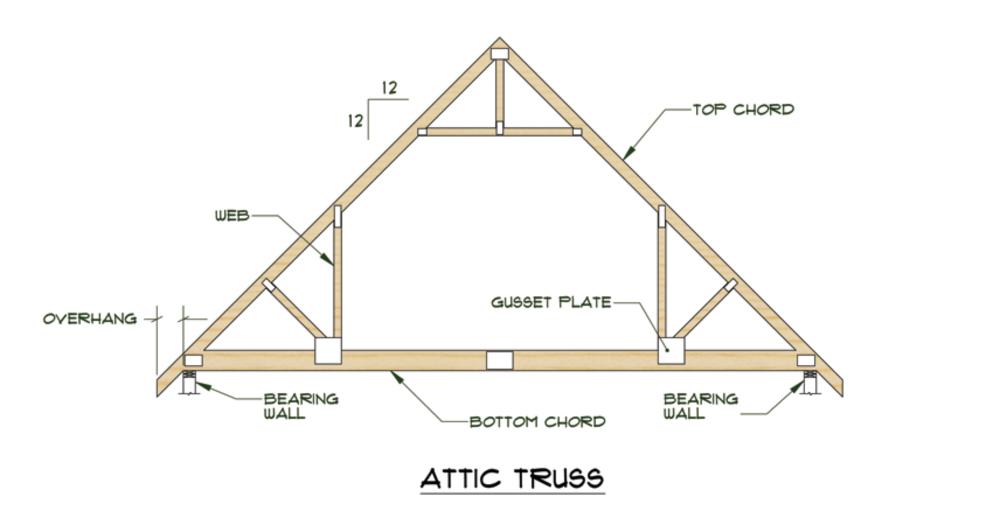 12
12
TOP CHORD
WEB
GUSSET PLATE
OVERHANG
BEARING
WALL
BEARING
WALL
BOTTOM CHORD
ATTIC TRUSS